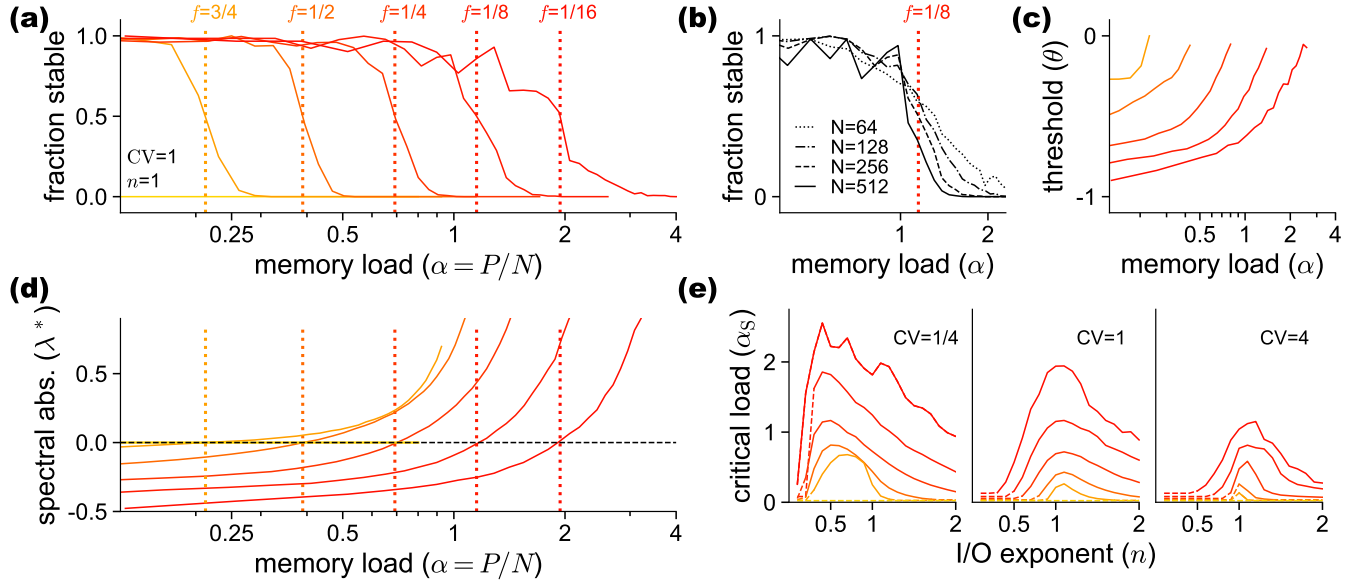 (a)
f=3/4 f=1/2 f=1/4 f=1/8 f=1/16
fraction stable
1.0
0.5
0.0
CV=1
n=1
0.25 0.5 1 2 4
memory load (α = P/N)
(b)
f=1/8
fraction stable
1
0
N=64
N=128
N=256
N=512
1 2
memory load (α)
(c)
threshold (θ)
0
-1
0.5 1 2 4
memory load (α)
(d)
spectral abs. (λ*)
0.5
0.0
-0.5
0.25 0.5 1 2 4
memory load (α = P/N)
(e)
critical load (αS)
2
1
0
CV=1/4
CV=1
CV=4
0.5 1 2
0.5 1 2
0.5 1 2
I/O exponent (n)